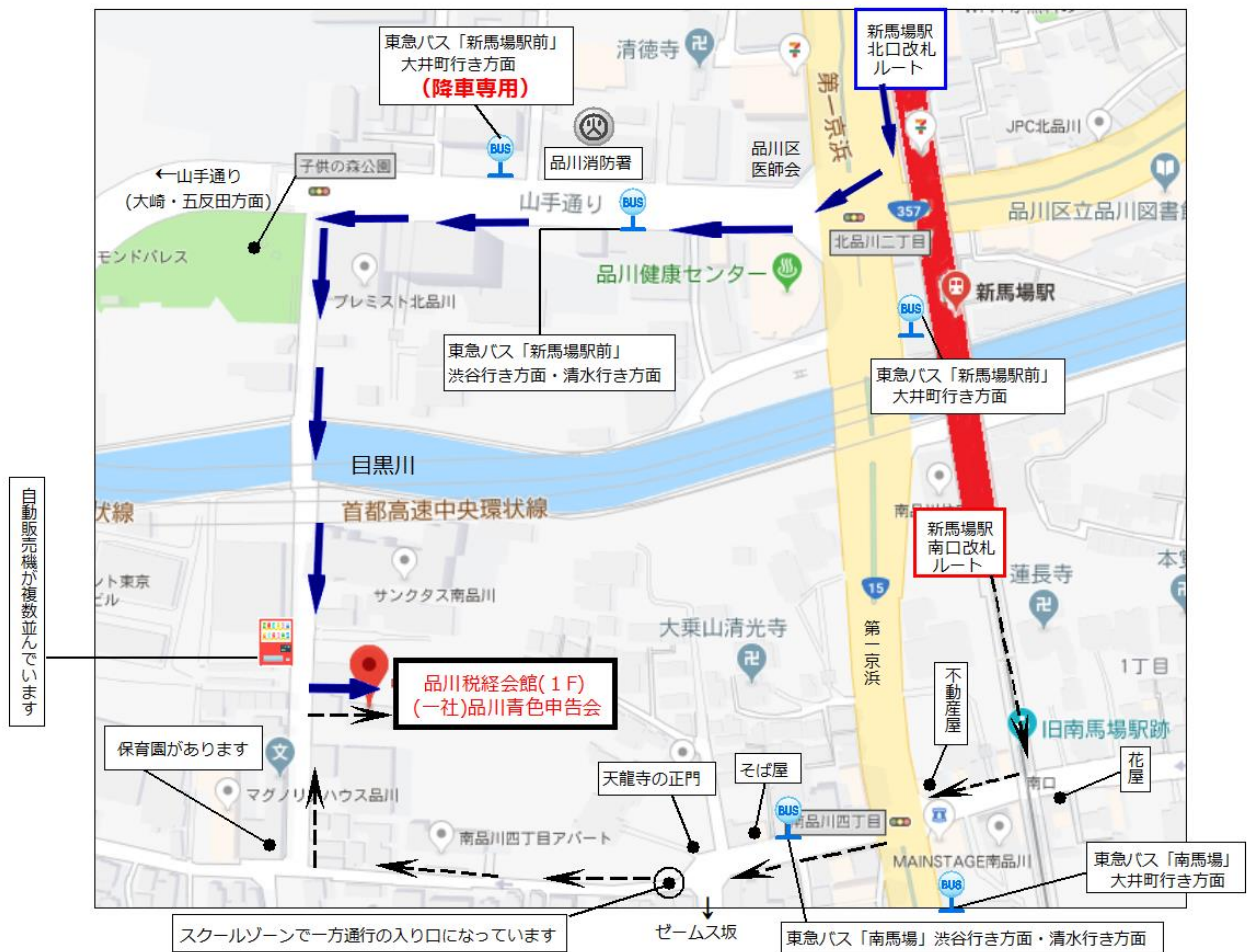 東急バス「新馬場駅前」
大井町行き方面
(降車専用)
清徳寺
新馬場駅
北口改札
ルート
第一京浜
JPC北品川
品川消防署
品川区
医師会
子供の森公園
←山手通り
(大崎・五反田方面)
BUS
山手通り
BUS
357
品川区立品川図書館
北品川二丁目
モンドパレス
プレミスト北品川
品川健康センター
新馬場駅
BUS
東急バス「新馬場駅前」
渋谷行き方面・清水行き方面
東急バス「新馬場駅前」
大井町行き方面
目黒川
状線
首都高速中央環状線
自動販売機が複数並んでいます
新馬場駅
南口改札
ルート
蓮長寺
ント東京
ビル
サンクタス南品川
15
大乗山清光寺
第一京浜
1丁目
品川税経会館(1F)
(一社)品川青色申告会
不動産屋
旧南馬場駅跡
花屋
南口
保育園があります
文
マグノリアハウス品川
天龍寺の正門
そば屋
BUS
南品川四丁目
南品川四丁目アパート
MAINSTAGE南品川
BUS
東急バス「南馬場」
大井町行き方面
スクールゾーンで一方通行の入り口になっています
↓
ゼームス坂
東急バス「南馬場」渋谷行き方面・清水行き方面